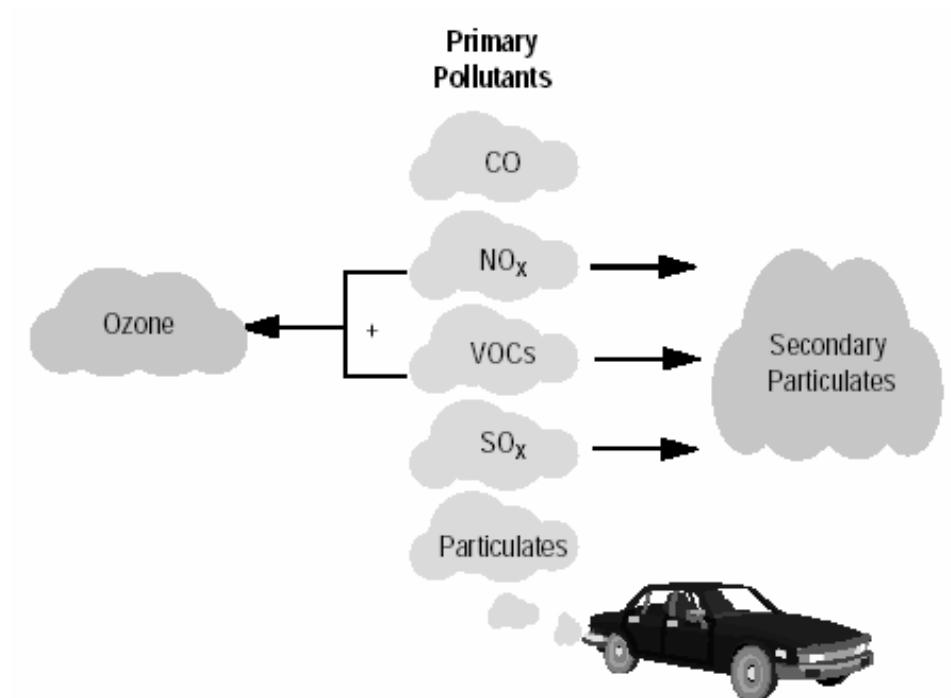 Primary
Pollutants
CO
NOx
Ozone
+
VOCs
Secondary
Particulates
SOx
Particulates